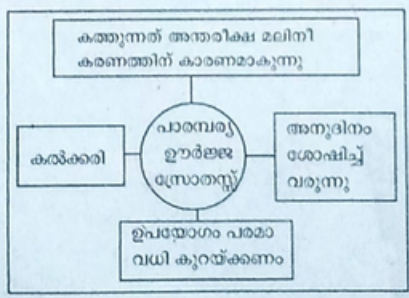 കത്തുന്നത് അന്തരീക്ഷ മലിനീ
കരണത്തിന് കാരണമാകുന്നു
കൽക്കരി
പാരമ്പര്യ
ഊർജ്ജ
സ്രോതസ്സ്
അനുദിനം
ശോഷിച്ച്
വരുന്നു
ഉപയോഗം പരമാ
വധി കുറയ്ക്കണം